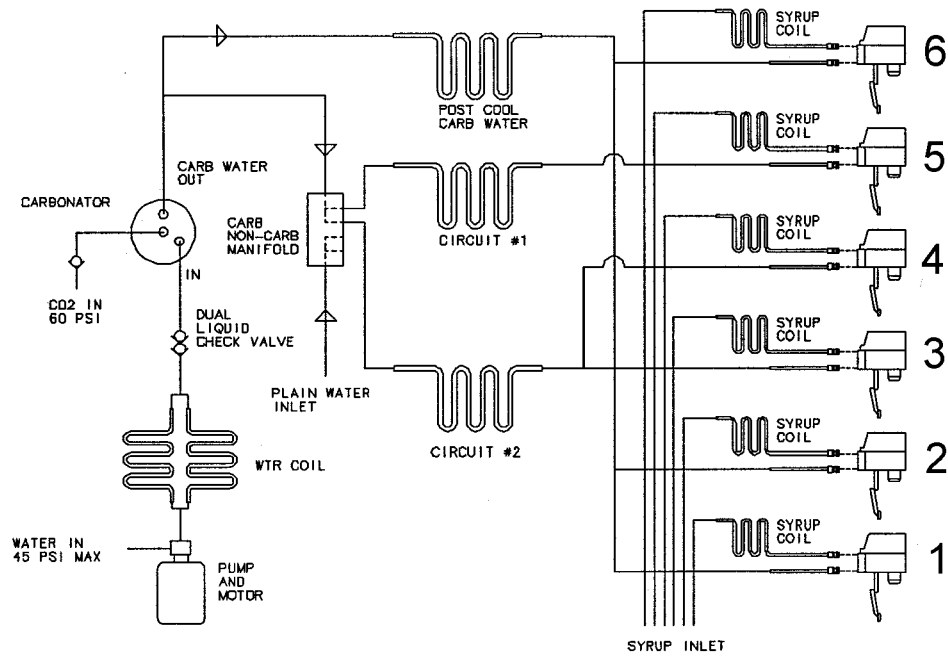 SYRUP
COIL
6
POST COOL
CARB WATER
SYRUP
COIL
5
CARB WATER
OUT
CARBONATOR
CARB
NON-CARB
MANIFOLD
CIRCUIT #1
SYRUP
COIL
4
IN
CO2 IN
60 PSI
DUAL
LIQUID
CHECK VALVE
SYRUP
COIL
3
PLAIN WATER
INLET
CIRCUIT #2
SYRUP
COIL
2
WTR COIL
WATER IN
45 PSI MAX
PUMP
AND
MOTOR
SYRUP
COIL
1
SYRUP INLET